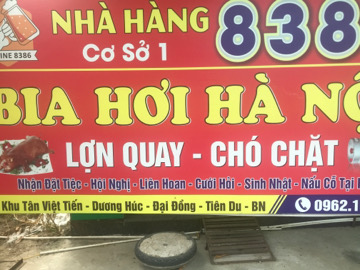 NHÀ HÀNG 838
INE 8386
Cơ Sở 1
BIA HƠI HÀ NỘ
LỢN QUAY - CHÓ CHẶT
Nhận Đặt Tiệc - Hội Nghị - Liên Hoan - Cưới Hỏi - Sinh Nhật - Nấu Cỗ Tại
Khu Tân Việt Tiến - Dương Húc - Đại Đồng - Tiên Du - BN 0962.1